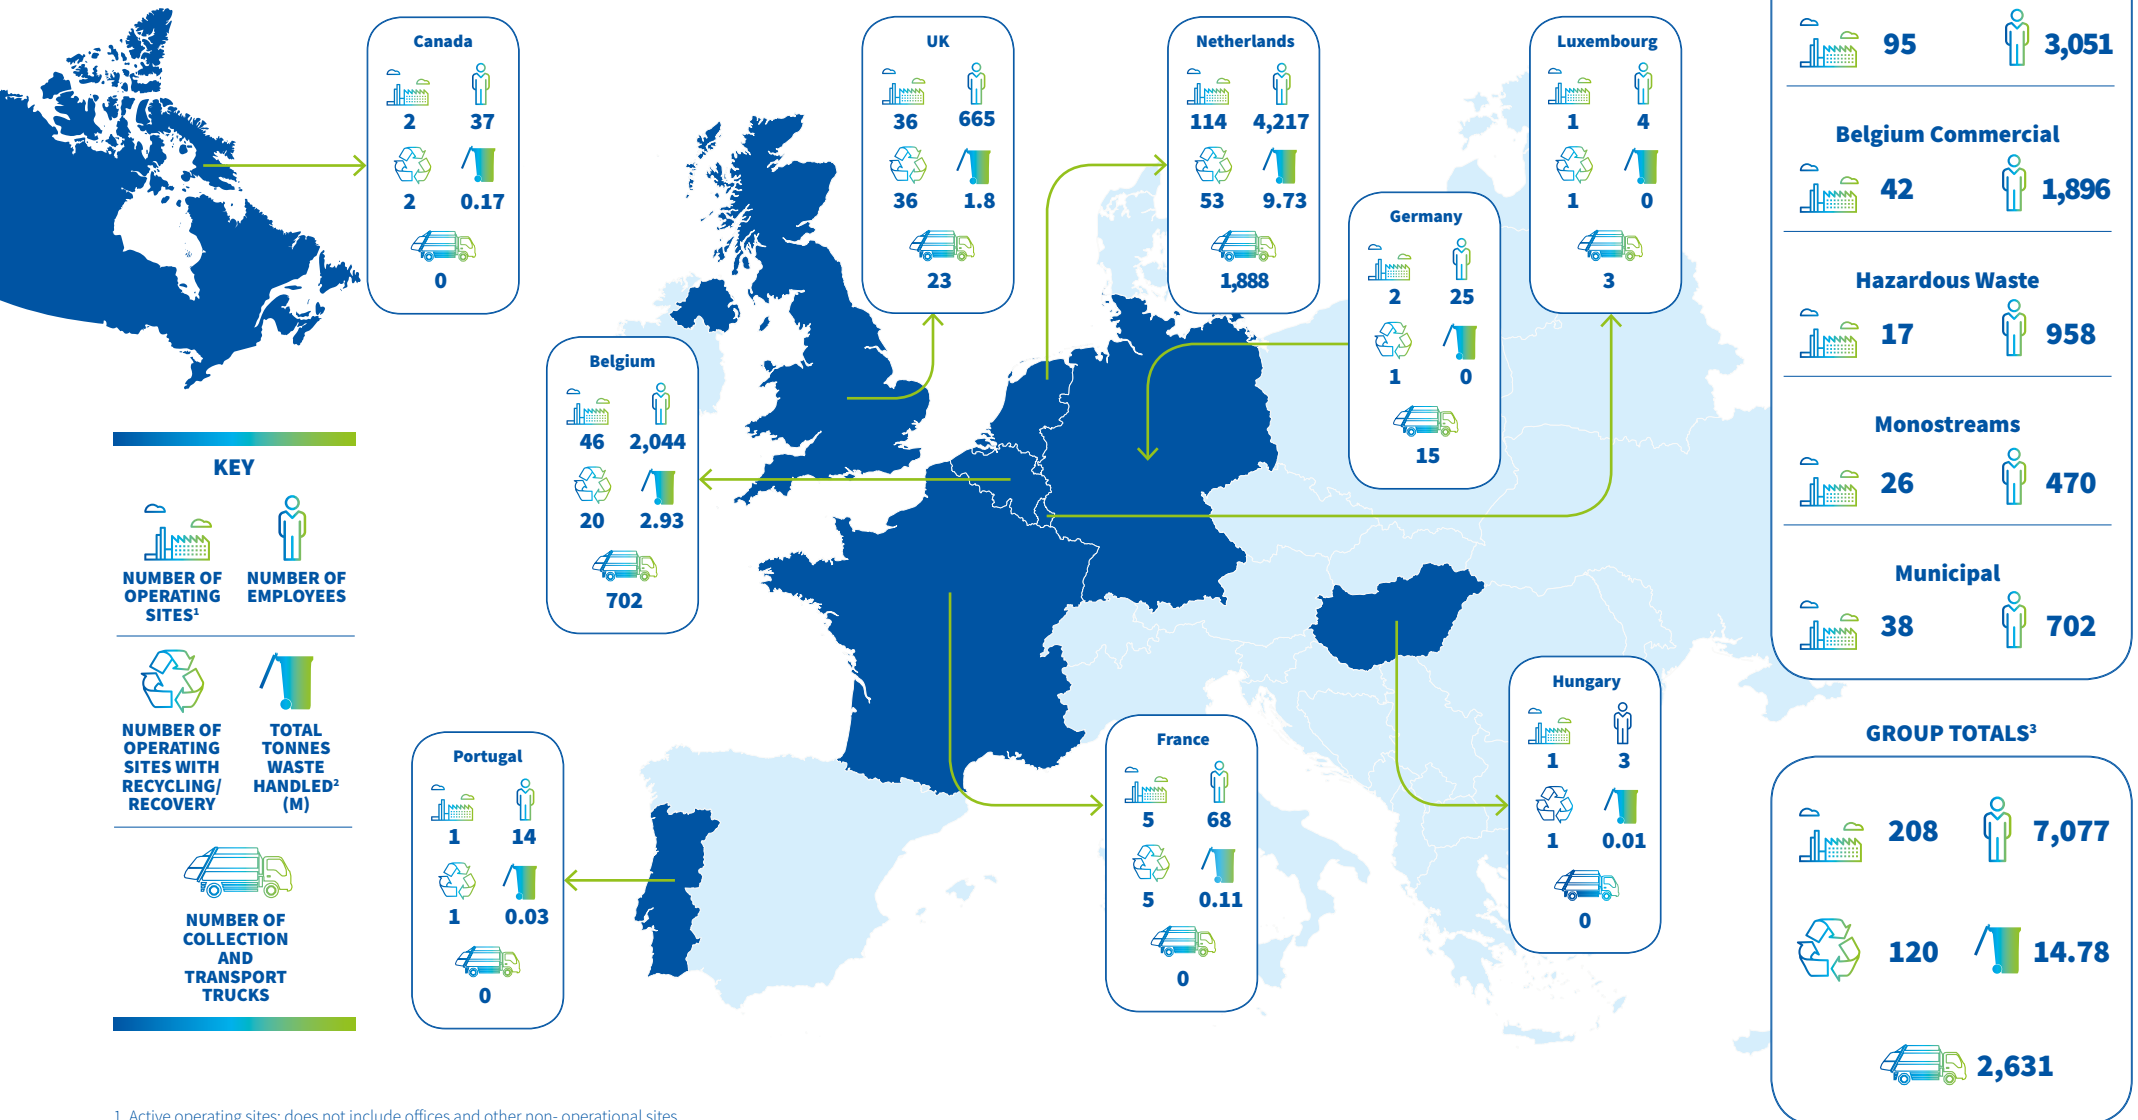 Canada
2 37
2 0.17
0
UK
36 665
36 1.8
23
Netherlands
114 4,217
53 9.73
1,888
Luxembourg
1 4
1 0
3
Germany
2 25
1 0
15
Belgium
46 2,044
20 2.93
702
Portugal
1 14
1 0.03
0
France
5 68
5 0.11
0
Hungary
1 3
1 0.01
0
KEY
NUMBER OF
OPERATING
SITES¹
NUMBER OF
EMPLOYEES
NUMBER OF
OPERATING
SITES WITH
RECYCLING/
RECOVERY
TOTAL
TONNES
WASTE
HANDLED²
(M)
NUMBER OF
COLLECTION
AND
TRANSPORT
TRUCKS
95 3,051
Belgium Commercial
42 1,896
Hazardous Waste
17 958
Monostreams
26 470
Municipal
38 702
GROUP TOTALS³
208 7,077
120 14.78
2,631
1. Active operating sites: does not include offices and other non- operational sites